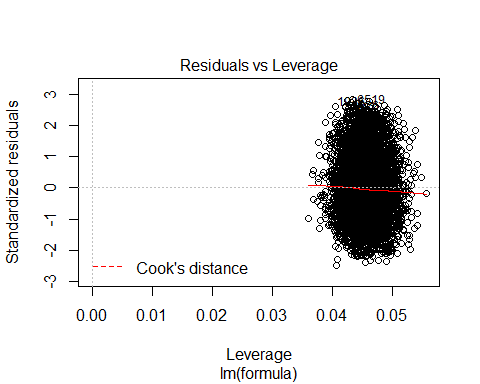 Residuals vs Leverage
Standardized residuals
3
2
1
0
-1
-2
-3
Cook's distance
0.00 0.01 0.02 0.03 0.04 0.05
Leverage
lm(formula)